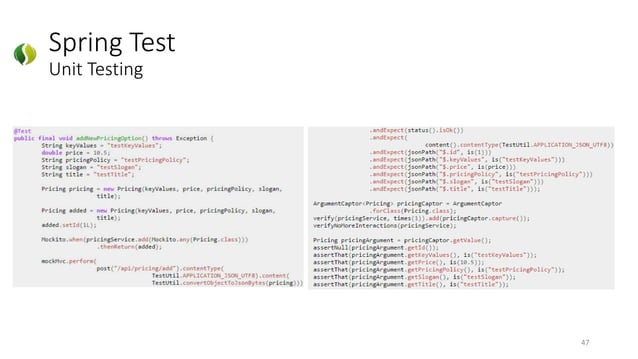 Spring Test
Unit Testing
@Test
public final void addNewPricingOption() throws Exception {
String keyValues = "testKeyValues";
double price = 10.5;
String pricingPolicy = "testPricingPolicy";
String slogan = "testSlogan";
String title = "testTitle";
Pricing pricing = new Pricing(keyValues, price, pricingPolicy, slogan,
title);
Pricing added = new Pricing(keyValues, price, pricingPolicy, slogan,
title);
added.setId(1L);
Mockito.when(pricingService.add(Mockito.any(Pricing.class)))
.thenReturn(added);
mockMvc.perform(
post("/api/pricing/add").contentType(
TestUtil.APPLICATION_JSON_UTF8).content(
TestUtil.convertObjectToJsonBytes(pricing)))
.andExpect(status().isOk())
.andExpect(
content().contentType(TestUtil.APPLICATION_JSON_UTF8))
.andExpect(jsonPath("$.id", is(1)))
.andExpect(jsonPath("$.keyValues", is("testKeyValues")))
.andExpect(jsonPath("$.price", is(price)))
.andExpect(jsonPath("$.pricingPolicy", is("testPricingPolicy")))
.andExpect(jsonPath("$.slogan", is("testSlogan")))
.andExpect(jsonPath("$.title", is("testTitle")));
ArgumentCaptor<Pricing> pricingCaptor = ArgumentCaptor
.forClass(Pricing.class);
verify(pricingService, times(1)).add(pricingCaptor.capture());
verifyNoMoreInteractions(pricingService);
Pricing pricingArgument = pricingCaptor.getValue();
assertNull(pricingArgument.getId());
assertThat(pricingArgument.getKeyValues(), is("testKeyValues"));
assertThat(pricingArgument.getPrice(), is(10.5));
assertThat(pricingArgument.getPricingPolicy(), is("testPricingPolicy"));
assertThat(pricingArgument.getSlogan(), is("testSlogan"));
assertThat(pricingArgument.getTitle(), is("testTitle"));
47